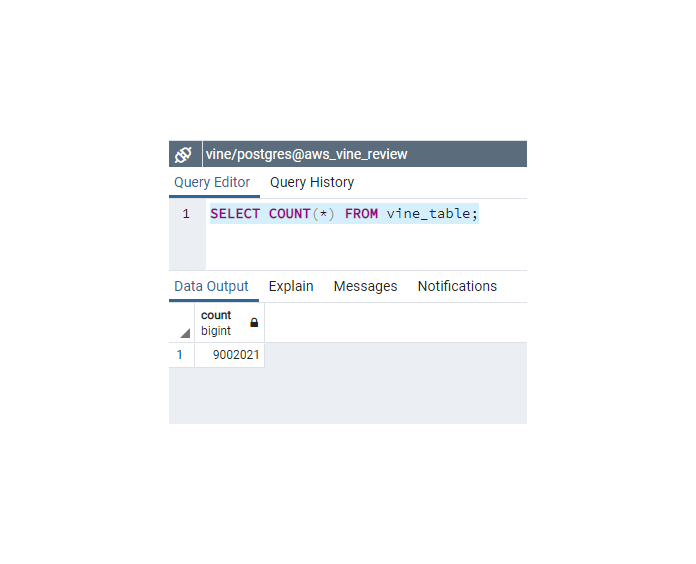 vine/postgres@aws_vine_review
Query Editor Query History
1 SELECT COUNT(*) FROM vine_table;
Data Output Explain Messages Notifications
count
bigint
1 9002021